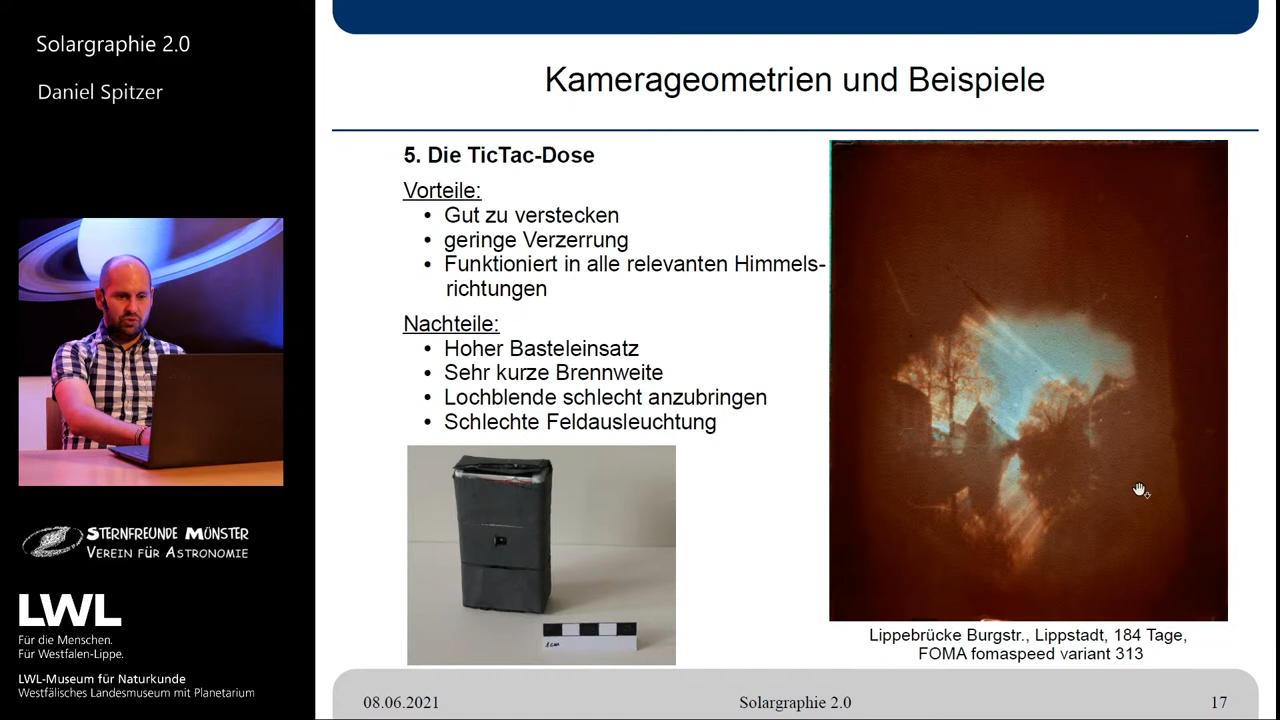 Solargraphie 2.0
Daniel Spitzer
STERNFREUNDE MÜNSTER
VEREIN FÜR ASTRONOMIE
LWL
Für die Menschen.
Für Westfalen-Lippe.
LWL-Museum für Naturkunde
Westfälisches Landesmuseum mit Planetarium
Kamerageometrien und Beispiele
5. Die TicTac-Dose
Vorteile:
• Gut zu verstecken
• geringe Verzerrung
• Funktioniert in alle relevanten Himmels-
richtungen
Nachteile:
• Hoher Basteleinsatz
• Sehr kurze Brennweite
• Lochblende schlecht anzubringen
• Schlechte Feldausleuchtung
Lippebrücke Burgstr., Lippstadt, 184 Tage,
FOMA fomaspeed variant 313
08.06.2021
Solargraphie 2.0
17